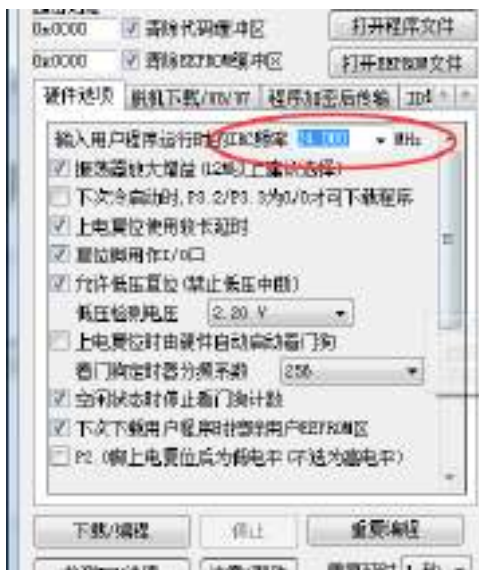 0x0000 清除代码缓冲区 打开程序文件
0x0000 清除EEPROM缓冲区 打开EEPROM文件
硬件选项 脱机下载/U8/U7 程序加密后传输 ID
输入用户程序运行时的IRC频率 MHz
振荡器放大增益(12M以上建议选择)
下次冷启动时,P3.2/P3.3为0/0才可下载程序
上电复位使用较长延时
复位脚用作I/O口
允许低压复位(禁止低压中断)
低压检测电压 2.20 V
上电复位时由硬件自动启动看门狗
看门狗定时器分频系数 256
空闲状态时停止看门狗计数
下次下载用户程序时擦除用户EEPROM区
P2.0脚上电复位后为低电平(不选为高电平)
下载/编程 停止 重复编程